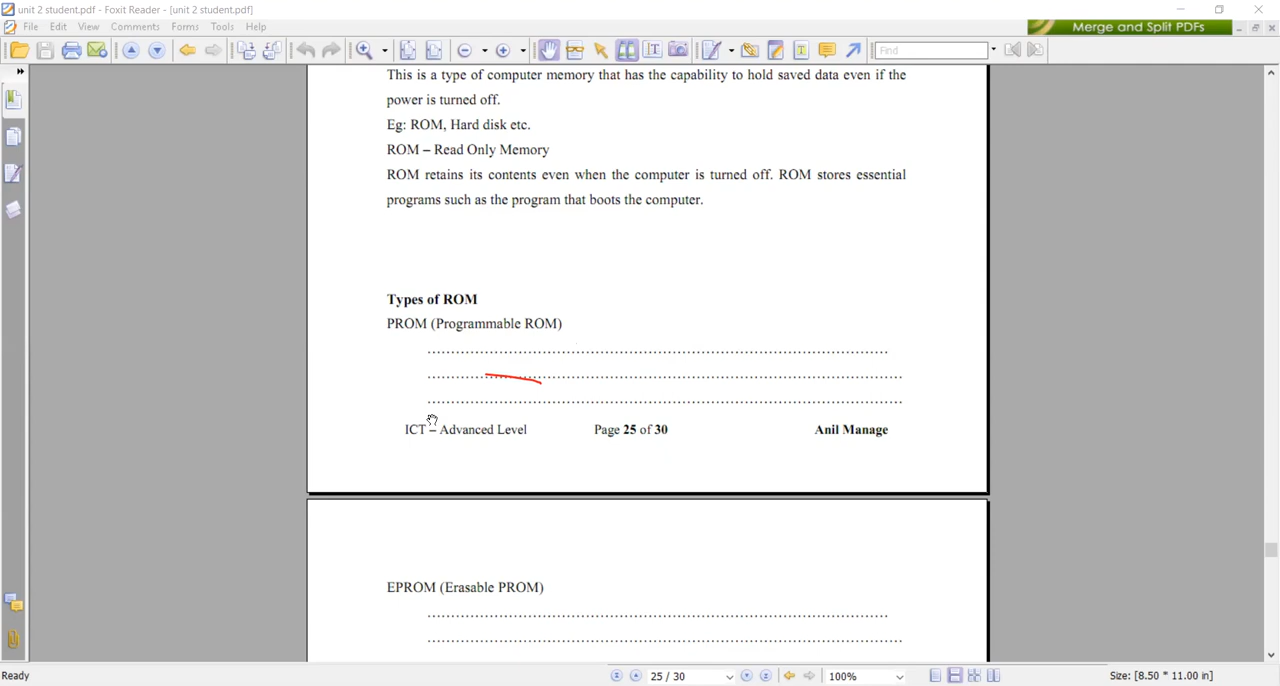 unit 2 student.pdf - Foxit Reader - [unit 2 student.pdf]
File Edit View Comments Forms Tools Help
Merge and Split PDFs
Find
This is a type of computer memory that has the capability to hold saved data even if the
power is turned off.
Eg: ROM, Hard disk etc.
ROM – Read Only Memory
ROM retains its contents even when the computer is turned off. ROM stores essential
programs such as the program that boots the computer.
Types of ROM
PROM (Programmable ROM)
ICT – Advanced Level Page 25 of 30 Anil Manage
EPROM (Erasable PROM)
Ready 25 / 30 100% Size: [8.50 * 11.00 in]